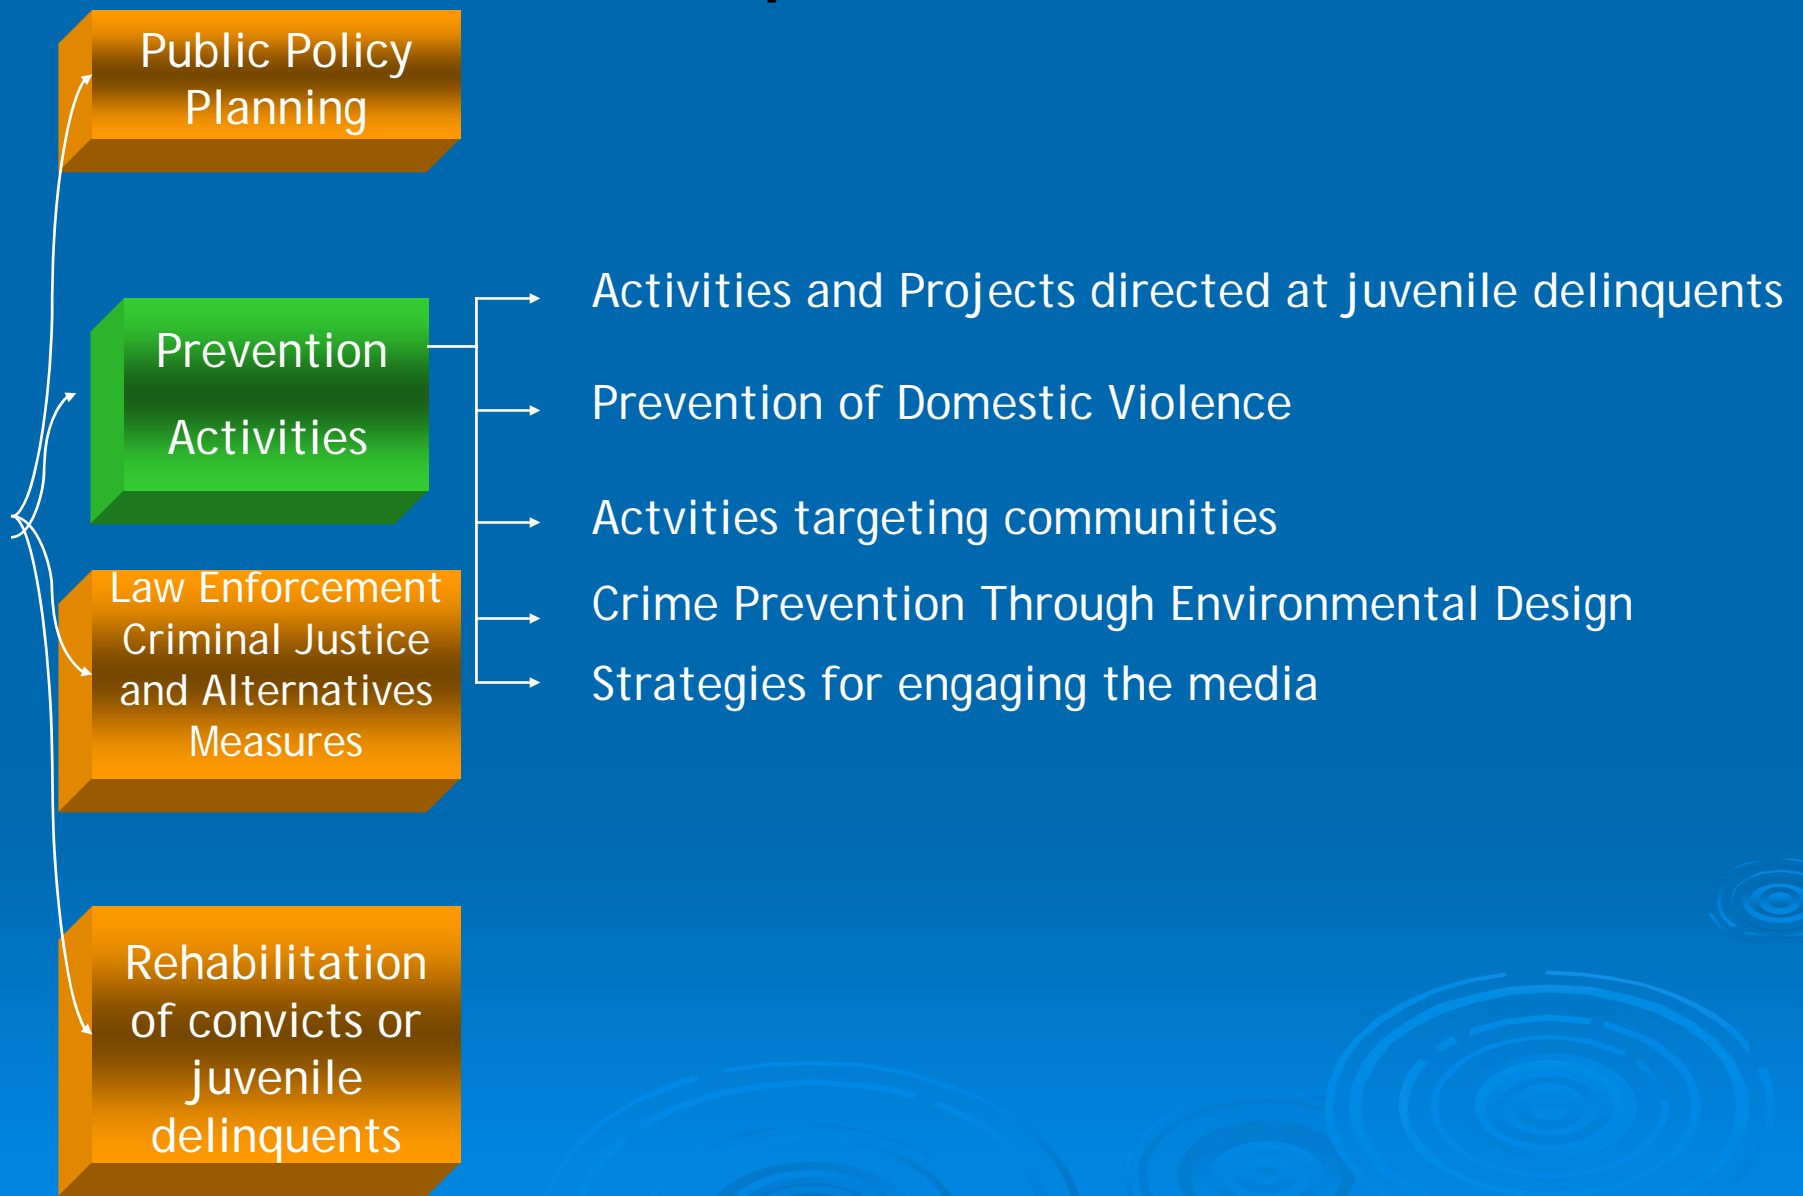 Public Policy
Planning
Prevention
Activities
Activities and Projects directed at juvenile delinquents
Prevention of Domestic Violence
Actvities targeting communities
Crime Prevention Through Environmental Design
Strategies for engaging the media
Law Enforcement
Criminal Justice
and Alternatives
Measures
Rehabilitation
of convicts or
juvenile
delinquents